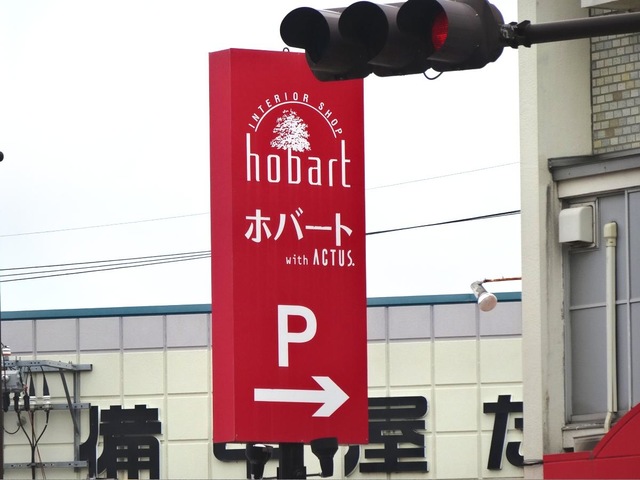 INTERIOR SHOP
hobart
ホバート
with ACTUS.
P
備 屋 た